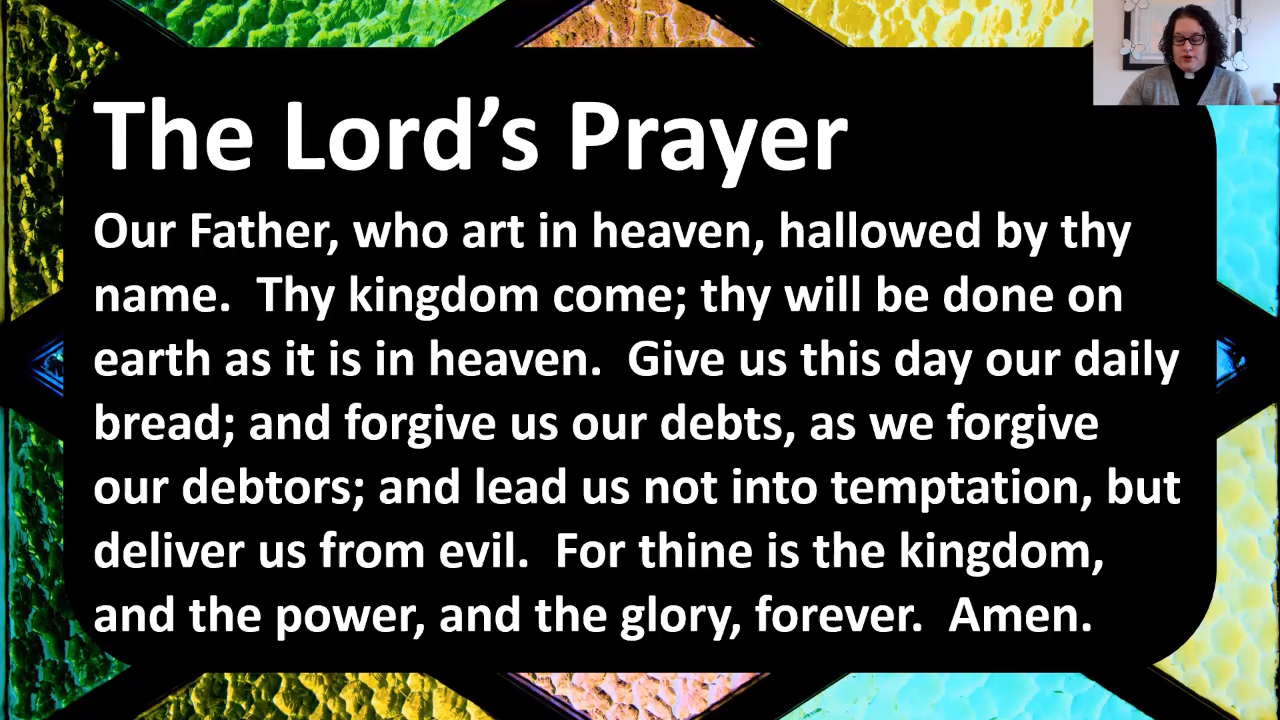 The Lord’s Prayer
Our Father, who art in heaven, hallowed by thy
name.  Thy kingdom come; thy will be done on
earth as it is in heaven.  Give us this day our daily
bread; and forgive us our debts, as we forgive
our debtors; and lead us not into temptation, but
deliver us from evil.  For thine is the kingdom,
and the power, and the glory, forever.  Amen.